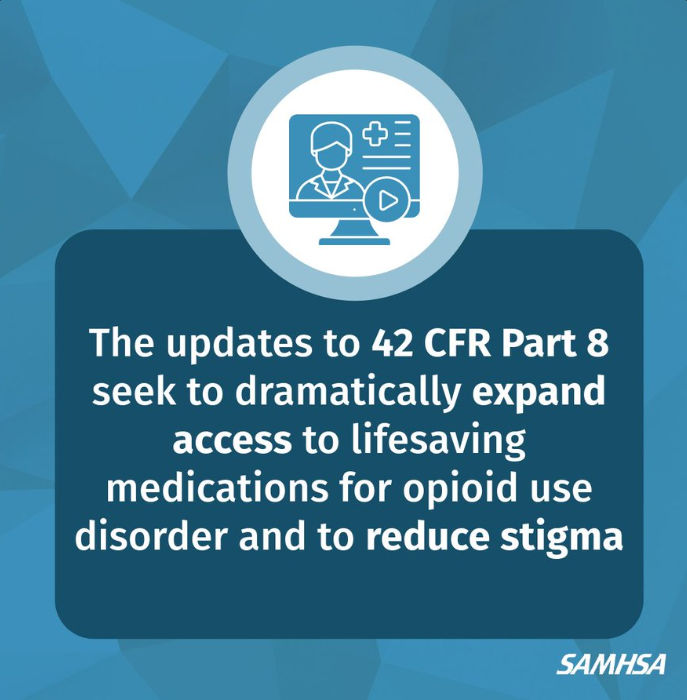 The updates to 42 CFR Part 8
seek to dramatically expand
access to lifesaving
medications for opioid use
disorder and to reduce stigma
SAMHSA